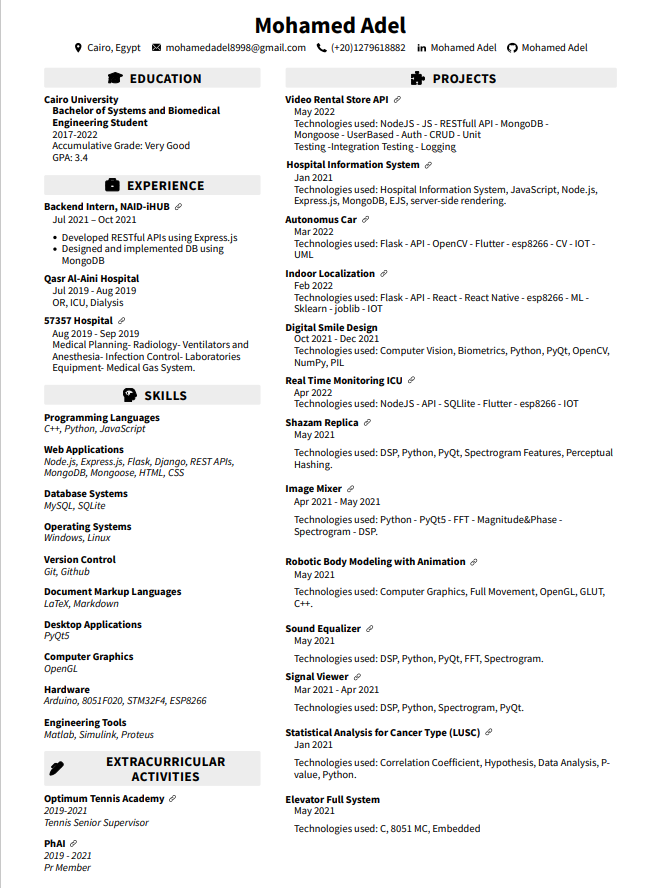 Mohamed Adel
Cairo, Egypt mohamedadel8998@gmail.com (+20)1279618882 Mohamed Adel Mohamed Adel
EDUCATION
Cairo University
Bachelor of Systems and Biomedical
Engineering Student
2017-2022
Accumulative Grade: Very Good
GPA: 3.4
EXPERIENCE
Backend Intern, NAID-iHUB
Jul 2021 – Oct 2021
• Developed RESTful APIs using Express.js
• Designed and implemented DB using
MongoDB
Qasr Al-Aini Hospital
Jul 2019 - Aug 2019
OR, ICU, Dialysis
57357 Hospital
Aug 2019 - Sep 2019
Medical Planning- Radiology- Ventilators and
Anesthesia- Infection Control- Laboratories
Equipment- Medical Gas System.
SKILLS
Programming Languages
C++, Python, JavaScript
Web Applications
Node.js, Express.js, Flask, Django, REST APIs,
MongoDB, Mongoose, HTML, CSS
Database Systems
MySQL, SQLite
Operating Systems
Windows, Linux
Version Control
Git, Github
Document Markup Languages
LaTeX, Markdown
Desktop Applications
PyQt5
Computer Graphics
OpenGL
Hardware
Arduino, 8051F020, STM32F4, ESP8266
Engineering Tools
Matlab, Simulink, Proteus
EXTRACURRICULAR
ACTIVITIES
Optimum Tennis Academy
2019-2021
Tennis Senior Supervisor
PhAI
2019 - 2021
Pr Member
PROJECTS
Video Rental Store API
May 2022
Technologies used: NodeJS - JS - RESTfull API - MongoDB -
Mongoose - UserBased - Auth - CRUD - Unit
Testing -Integration Testing - Logging
Hospital Information System
Jan 2021
Technologies used: Hospital Information System, JavaScript, Node.js,
Express.js, MongoDB, EJS, server-side rendering.
Autonomus Car
Mar 2022
Technologies used: Flask - API - OpenCV - Flutter - esp8266 - CV - IOT -
UML
Indoor Localization
Feb 2022
Technologies used: Flask - API - React - React Native - esp8266 - ML -
Sklearn - joblib - IOT
Digital Smile Design
Oct 2021 - Dec 2021
Technologies used: Computer Vision, Biometrics, Python, PyQt, OpenCV,
NumPy, PIL
Real Time Monitoring ICU
Apr 2022
Technologies used: NodeJS - API - SQLlite - Flutter - esp8266 - IOT
Shazam Replica
May 2021
Technologies used: DSP, Python, PyQt, Spectrogram Features, Perceptual
Hashing.
Image Mixer
Apr 2021 - May 2021
Technologies used: Python - PyQt5 - FFT - Magnitude&Phase -
Spectrogram - DSP.
Robotic Body Modeling with Animation
May 2021
Technologies used: Computer Graphics, Full Movement, OpenGL, GLUT,
C++.
Sound Equalizer
May 2021
Technologies used: DSP, Python, PyQt, FFT, Spectrogram.
Signal Viewer
Mar 2021 - Apr 2021
Technologies used: DSP, Python, Spectrogram, PyQt.
Statistical Analysis for Cancer Type (LUSC)
Jan 2021
Technologies used: Correlation Coefficient, Hypothesis, Data Analysis, P-
value, Python.
Elevator Full System
May 2021
Technologies used: C, 8051 MC, Embedded